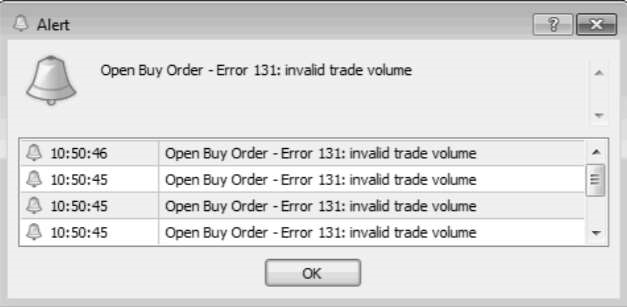 Alert
?
Open Buy Order - Error 131: invalid trade volume
10:50:46 Open Buy Order - Error 131: invalid trade volume
10:50:45 Open Buy Order - Error 131: invalid trade volume
10:50:45 Open Buy Order - Error 131: invalid trade volume
10:50:45 Open Buy Order - Error 131: invalid trade volume
OK